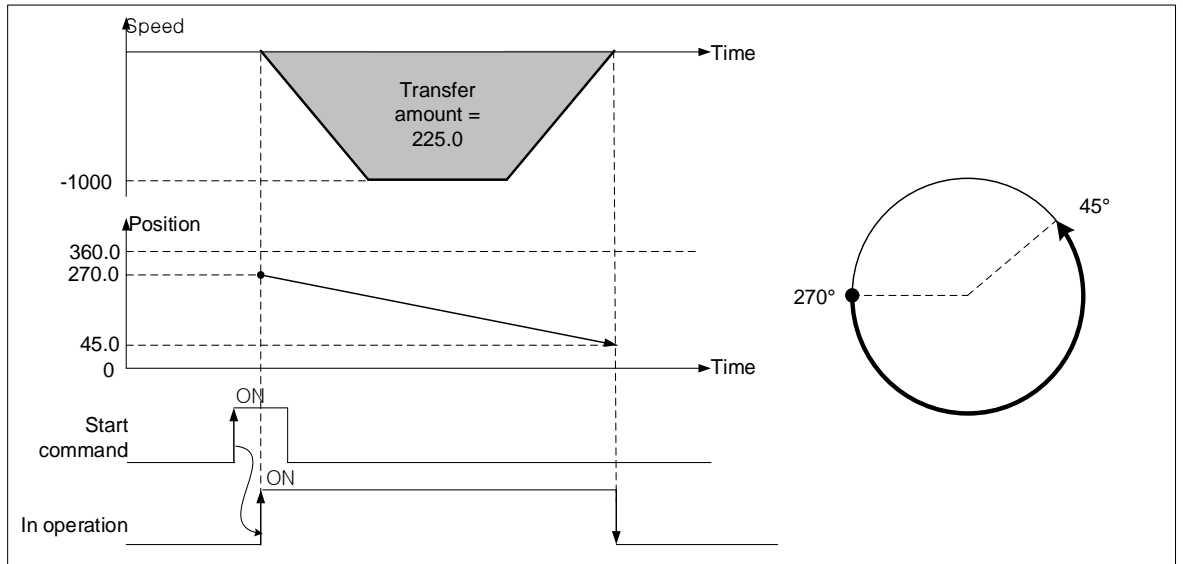 Speed
Time
Transfer
amount =
225.0
-1000
Position
360.0
270.0
45.0
0
Time
45°
270°
ON
Start
command
ON
In operation